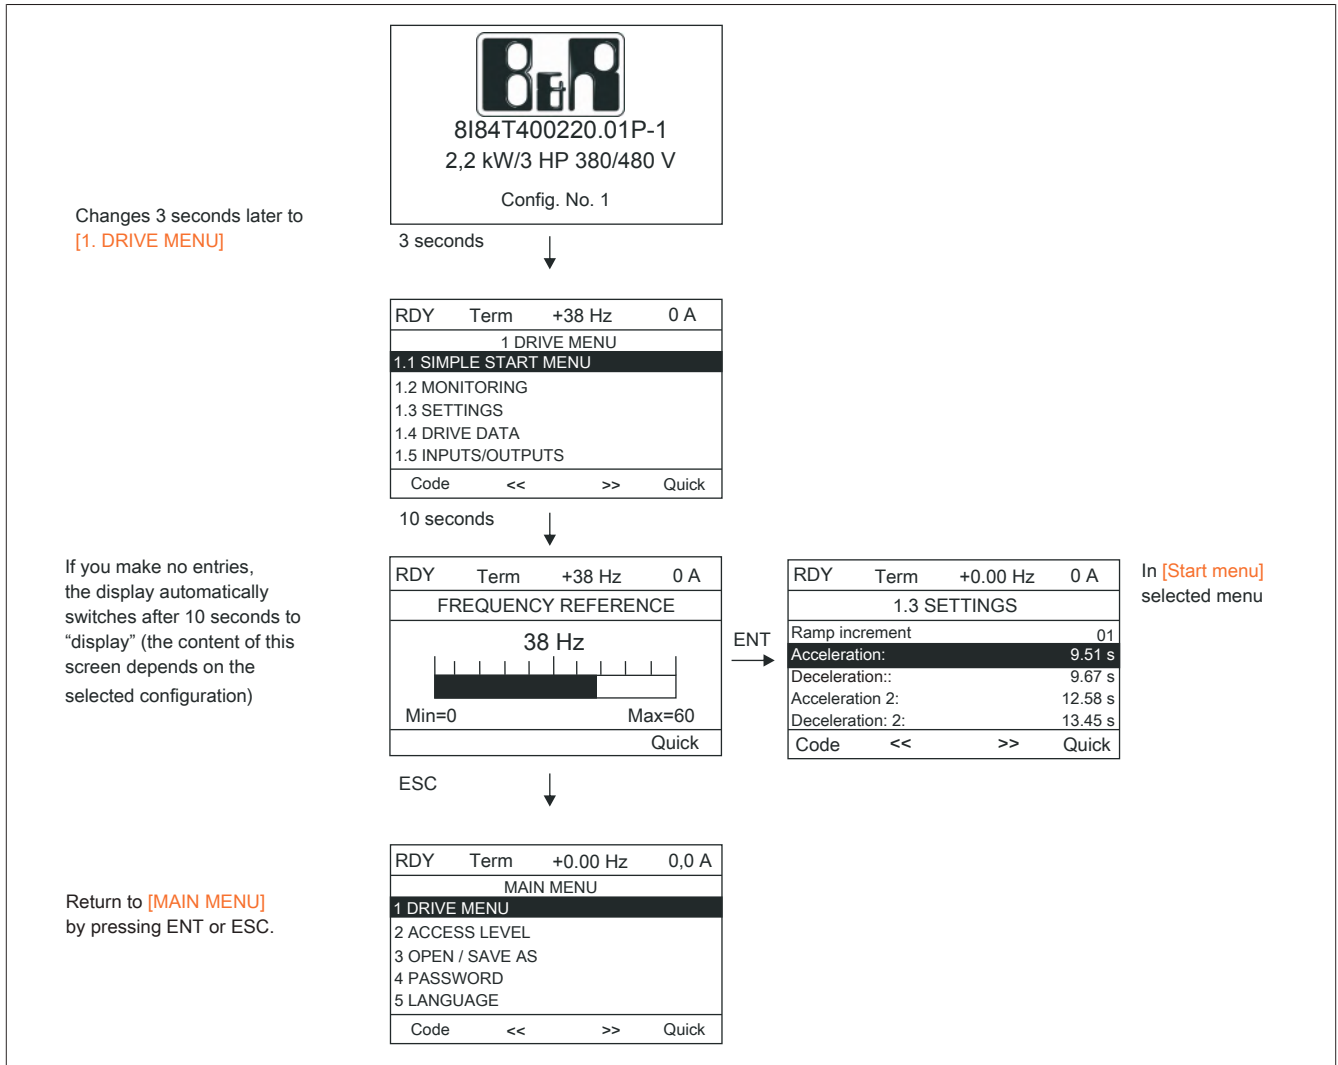 B&R
8I84T400220.01P-1
2,2 kW/3 HP 380/480 V
Config. No. 1
Changes 3 seconds later to
[1. DRIVE MENU]
3 seconds
RDY Term +38 Hz 0 A
1 DRIVE MENU
1.1 SIMPLE START MENU
1.2 MONITORING
1.3 SETTINGS
1.4 DRIVE DATA
1.5 INPUTS/OUTPUTS
Code << >> Quick
10 seconds
If you make no entries,
the display automatically
switches after 10 seconds to
“display” (the content of this
screen depends on the
selected configuration)
RDY Term +38 Hz 0 A
FREQUENCY REFERENCE
38 Hz
Min=0 Max=60
Quick
ENT
RDY Term +0.00 Hz 0 A
1.3 SETTINGS
Ramp increment 01
Acceleration: 9.51 s
Deceleration:: 9.67 s
Acceleration 2: 12.58 s
Deceleration: 2: 13.45 s
Code << >> Quick
In [Start menu]
selected menu
ESC
Return to [MAIN MENU]
by pressing ENT or ESC.
RDY Term +0.00 Hz 0,0 A
MAIN MENU
1 DRIVE MENU
2 ACCESS LEVEL
3 OPEN / SAVE AS
4 PASSWORD
5 LANGUAGE
Code << >> Quick